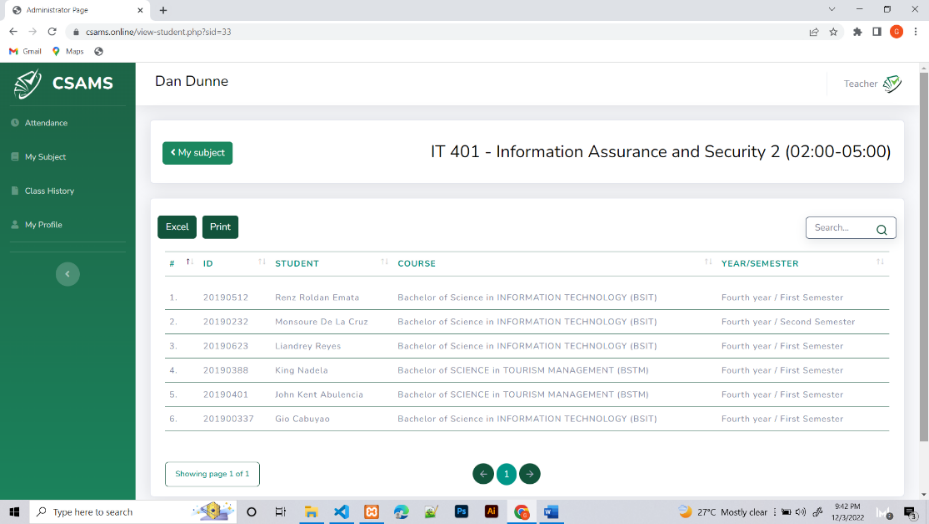 Administrator Page
csams.online/view-student.php?sid=33
G
Gmail Maps
CSAMS
Dan Dunne
Teacher
Attendance
My Subject
Class History
My Profile
My subject
IT 401 - Information Assurance and Security 2 (02:00-05:00)
Excel Print
Search...
# ID STUDENT COURSE YEAR/SEMESTER
1. 20190512 Renz Roldan Emata Bachelor of Science in INFORMATION TECHNOLOGY (BSIT) Fourth year / First Semester
2. 20190232 Monsoure De La Cruz Bachelor of Science in INFORMATION TECHNOLOGY (BSIT) Fourth year / Second Semester
3. 20190623 Liandrey Reyes Bachelor of Science in INFORMATION TECHNOLOGY (BSIT) Fourth year / First Semester
4. 20190388 King Nadela Bachelor of SCIENCE in TOURISM MANAGEMENT (BSTM) Fourth year / First Semester
5. 20190401 John Kent Abulencia Bachelor of SCIENCE in TOURISM MANAGEMENT (BSTM) Fourth year / First Semester
6. 201900337 Gio Cabuyao Bachelor of Science in INFORMATION TECHNOLOGY (BSIT) Fourth year / First Semester
Showing page 1 of 1
1
Type here to search
Ps
Ai
27°C Mostly clear
9:42 PM
12/3/2022
3